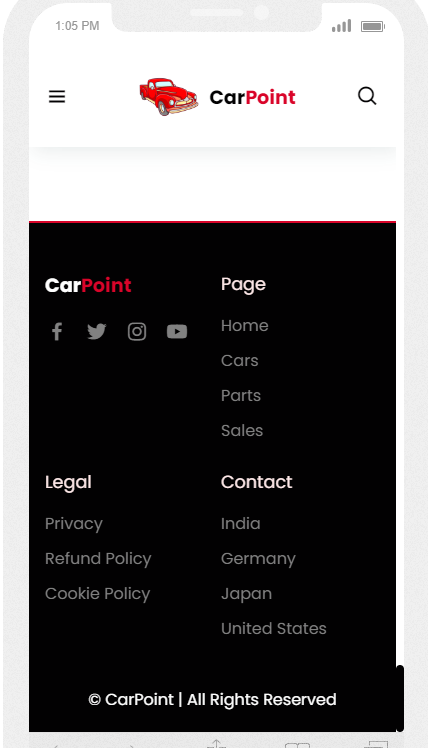 1:05 PM
CarPoint
CarPoint
Page
Home
Cars
Parts
Sales
Legal
Privacy
Refund Policy
Cookie Policy
Contact
India
Germany
Japan
United States
© CarPoint | All Rights Reserved